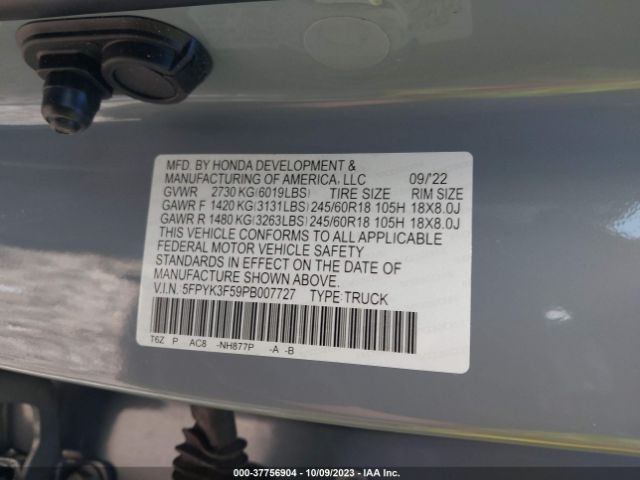 MFD. BY HONDA DEVELOPMENT &
MANUFACTURING OF AMERICA, LLC 09/'22
GVWR 2730 KG(6019LBS) TIRE SIZE RIM SIZE
GAWR F 1420 KG(3131LBS) 245/60R18 105H 18X8.0J
GAWR R 1480 KG(3263LBS) 245/60R18 105H 18X8.0J
THIS VEHICLE CONFORMS TO ALL APPLICABLE
FEDERAL MOTOR VEHICLE SAFETY
STANDARDS IN EFFECT ON THE DATE OF
MANUFACTURE SHOWN ABOVE.
V.I.N. 5FPYK3F59PB007727 TYPE:TRUCK
T6Z P AC8 -NH877P -A -B
000-37756904 - 10/09/2023 - IAA Inc.